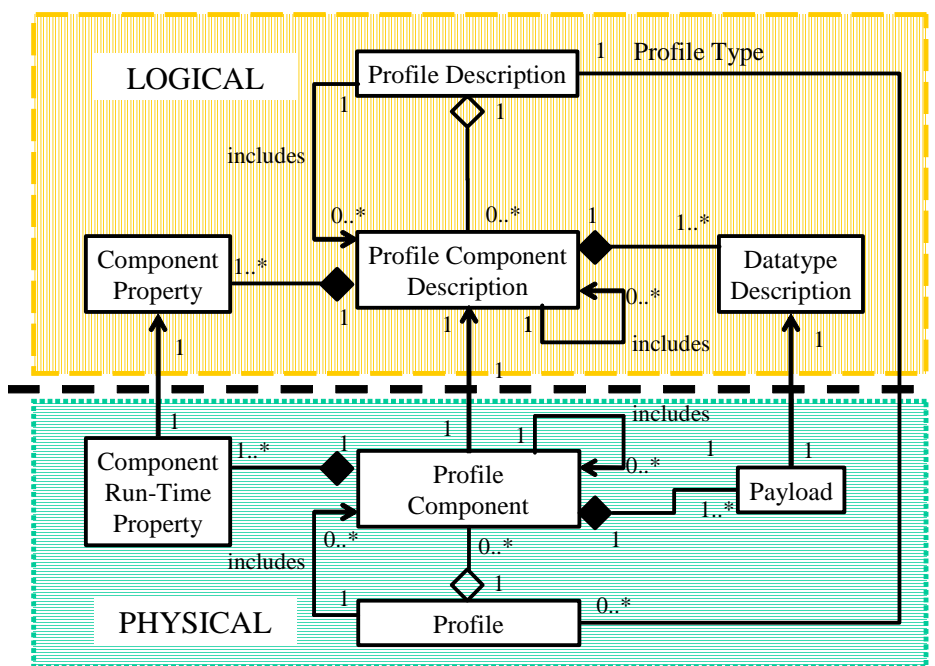 1
Profile Type
LOGICAL
Profile Description
1
1
includes
0..*
0..*
1
1..*
Component
Property
1..*
Profile Component
Description
Datatype
Description
1
1
1
0..*
includes
1
1
1
1
1
1
1
includes
1
1
Component
Run-Time
Property
1..*
1
Profile
Component
0..*
Payload
1..*
0..*
0..*
1
includes
1
1
PHYSICAL
Profile
0..*